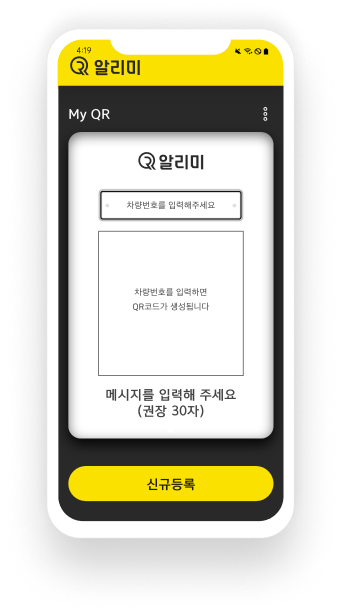 4:19
알리미
My QR
알리미
차량번호를 입력해주세요
차량번호를 입력하면
QR코드가 생성됩니다
메시지를 입력해 주세요
(권장 30자)
신규등록